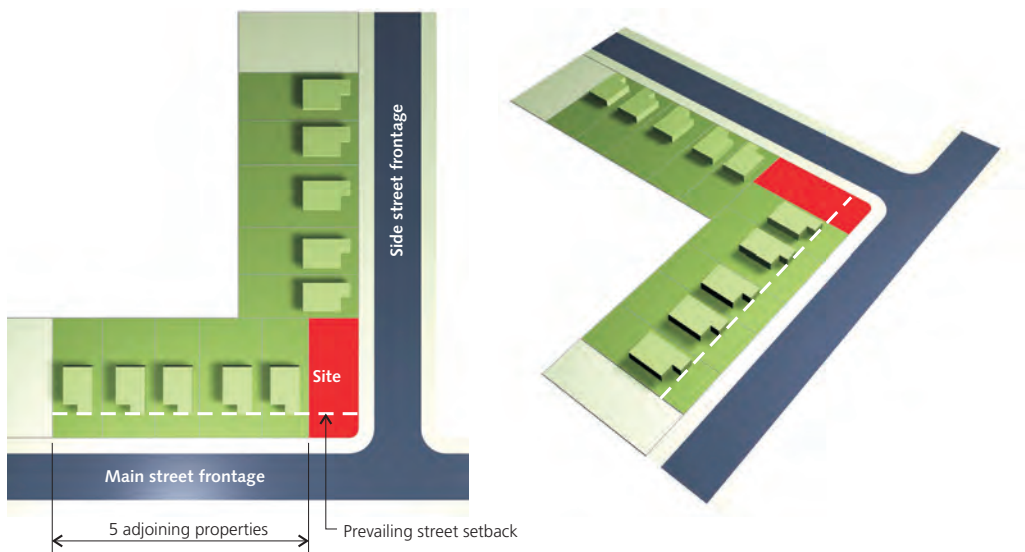 Side street frontage
Site
Main street frontage
5 adjoining properties
Prevailing street setback